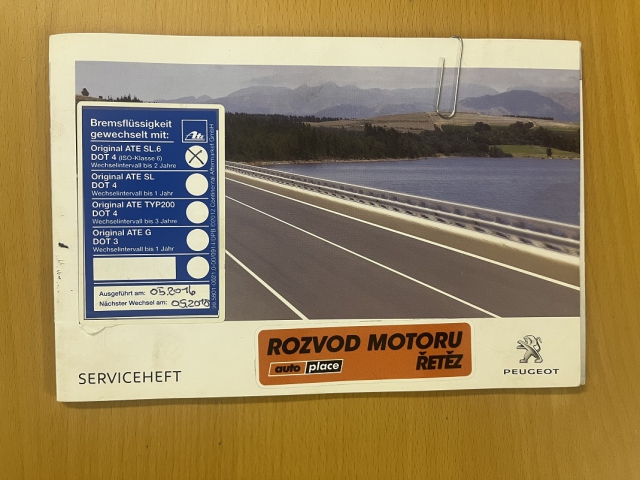 Bremsflüssigkeit
gewechselt mit:
Ate
Original ATE SL.6
DOT 4 (ISO-Klasse 6)
Wechselintervall bis 2 Jahre
Original ATE SL
DOT 4
Wechselintervall bis 1 Jahr
Original ATE TYP200
DOT 4
Wechselintervall bis 3 Jahre
Original ATE G
DOT 3
Wechselintervall bis 1 Jahr
Ausgeführt am: 05.2016
Nächster Wechsel am: 05.2018
SERVICEHEFT
ROZVOD MOTORU
auto place ŘETĚZ
PEUGEOT